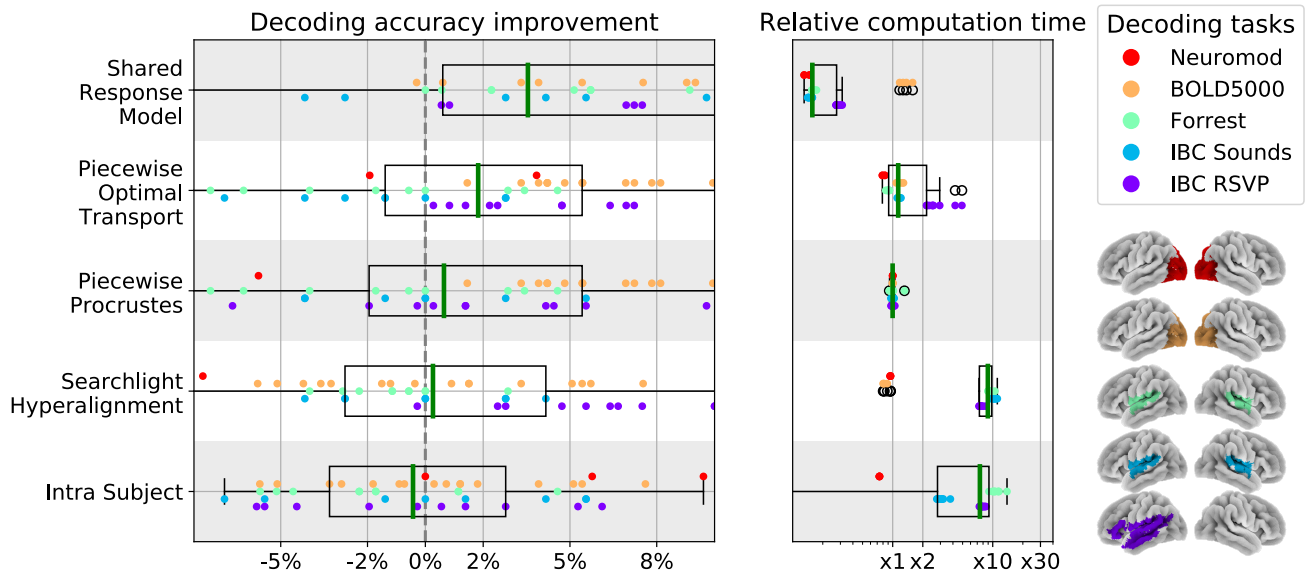 Decoding accuracy improvement
Relative computation time
Decoding tasks
Neuromod
BOLD5000
Forrest
IBC Sounds
IBC RSVP
Shared
Response
Model
Piecewise
Optimal
Transport
Piecewise
Procrustes
Searchlight
Hyperalignment
Intra Subject
-5%
-2%
0%
2%
5%
8%
x1
x2
x10
x30